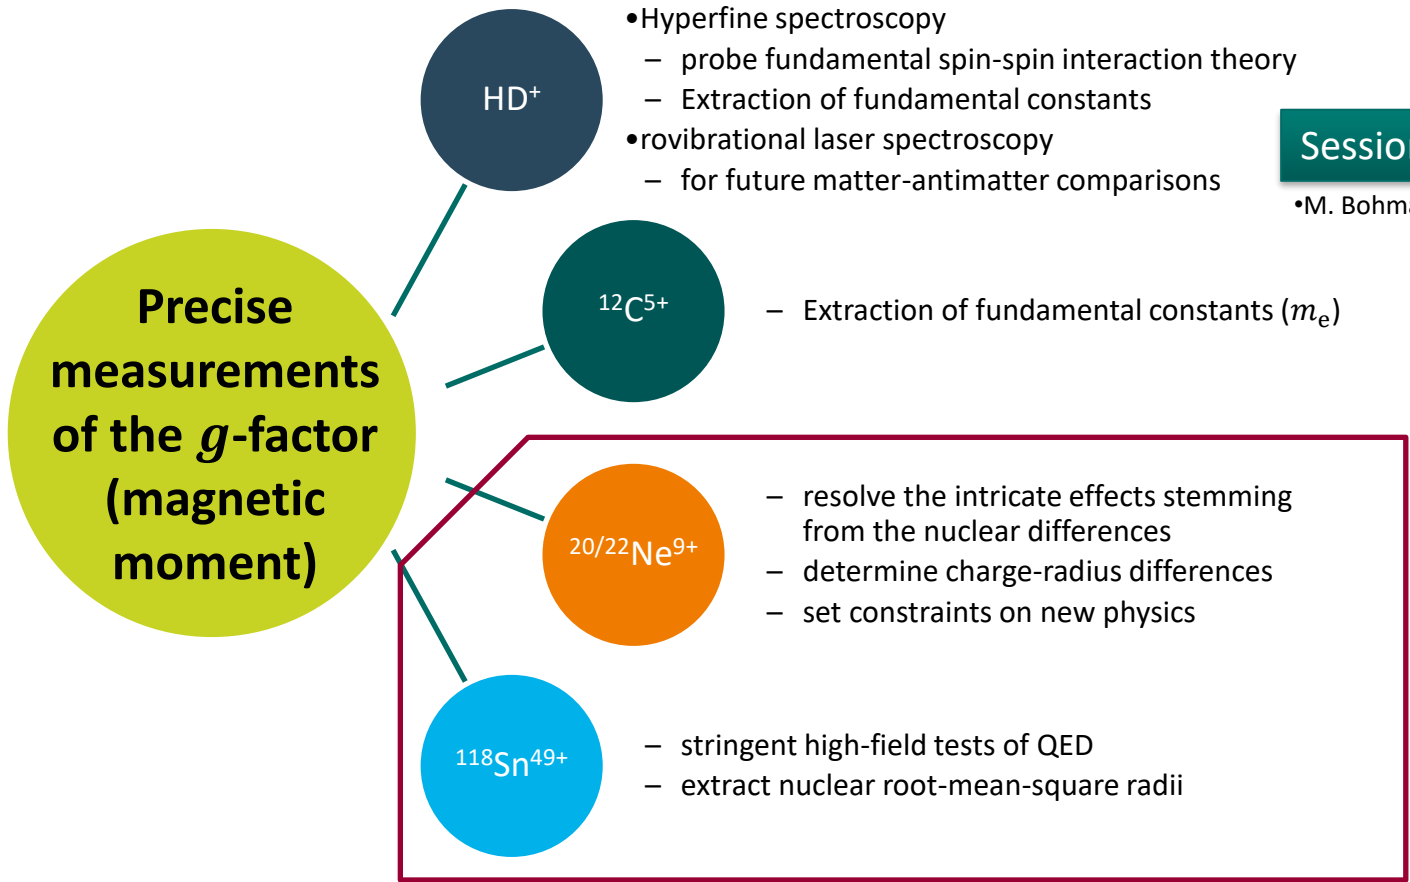 •Hyperfine spectroscopy
– probe fundamental spin-spin interaction theory
– Extraction of fundamental constants
•rovibrational laser spectroscopy
– for future matter-antimatter comparisons
HD⁺
Session
•M. Bohma
Precise
measurements
of the g-factor
(magnetic
moment)
¹²C⁵⁺
– Extraction of fundamental constants (mₑ)
²⁰/²²Ne⁹⁺
– resolve the intricate effects stemming
from the nuclear differences
– determine charge-radius differences
– set constraints on new physics
¹¹⁸Sn⁴⁹⁺
– stringent high-field tests of QED
– extract nuclear root-mean-square radii